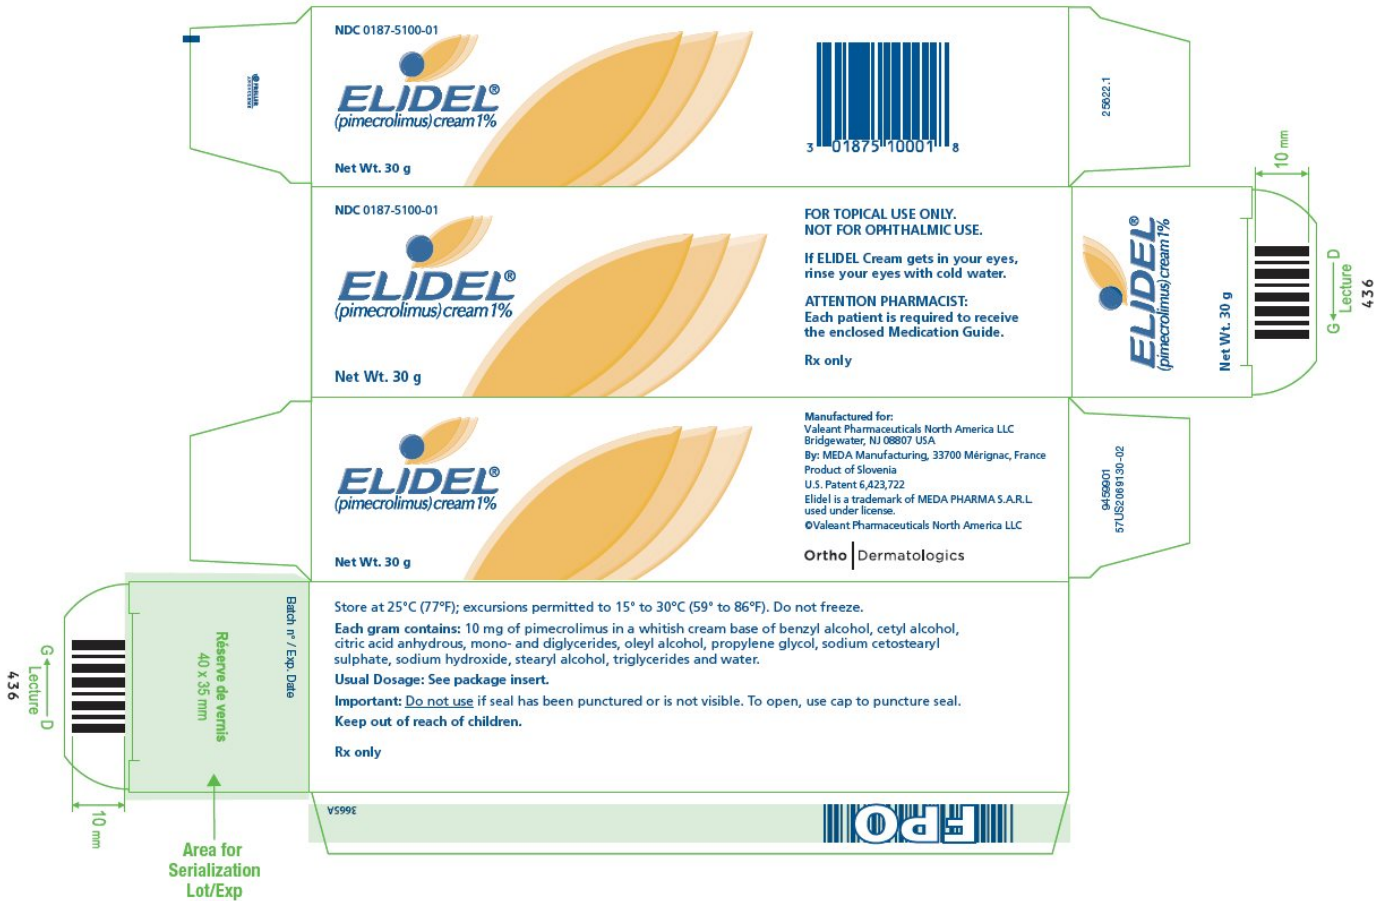 NDC 0187-5100-01
ELIDEL®
(pimecrolimus) cream 1%
Net Wt. 30 g
3 01875 10001 8
25622.1
NDC 0187-5100-01
ELIDEL®
(pimecrolimus) cream 1%
Net Wt. 30 g
FOR TOPICAL USE ONLY.
NOT FOR OPHTHALMIC USE.
If ELIDEL Cream gets in your eyes,
rinse your eyes with cold water.
ATTENTION PHARMACIST:
Each patient is required to receive
the enclosed Medication Guide.
Rx only
ELIDEL®
(pimecrolimus) cream 1%
Net Wt. 30 g
10 mm
G D
Lecture
436
ELIDEL®
(pimecrolimus) cream 1%
Net Wt. 30 g
Manufactured for:
Valeant Pharmaceuticals North America LLC
Bridgewater, NJ 08807 USA
By: MEDA Manufacturing, 33700 Mérignac, France
Product of Slovenia
U.S. Patent 6,423,722
Elidel is a trademark of MEDA PHARMA S.A.R.L.
used under license.
©Valeant Pharmaceuticals North America LLC
Ortho Dermatologics
9459901
57US2069130-02
Store at 25°C (77°F); excursions permitted to 15° to 30°C (59° to 86°F). Do not freeze.
Each gram contains: 10 mg of pimecrolimus in a whitish cream base of benzyl alcohol, cetyl alcohol,
citric acid anhydrous, mono- and diglycerides, oleyl alcohol, propylene glycol, sodium cetostearyl
sulphate, sodium hydroxide, stearyl alcohol, triglycerides and water.
Usual Dosage: See package insert.
Important: Do not use if seal has been punctured or is not visible. To open, use cap to puncture seal.
Keep out of reach of children.
Rx only
Batch n° / Exp. Date
Réserve de vernis
40 x 35 mm
G D
Lecture
436
10 mm
Area for
Serialization
Lot/Exp
3665A
FPO